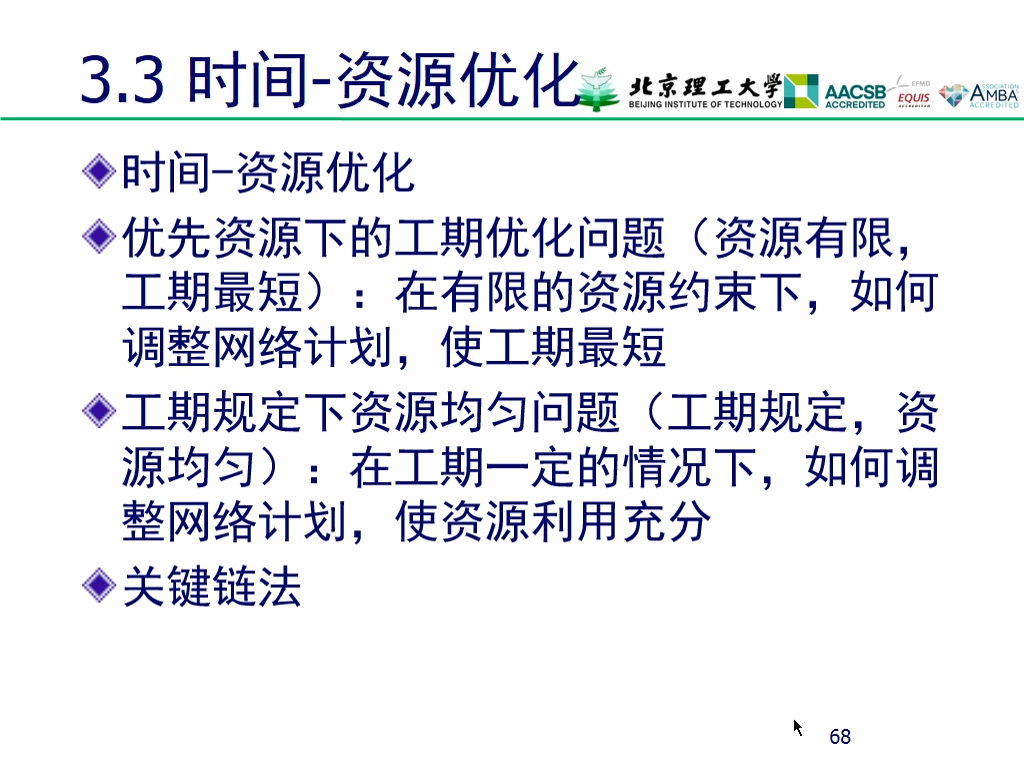 3.3 时间-资源优化
北京理工大学
BEIJING INSTITUTE OF TECHNOLOGY
AACSB
ACCREDITED
EFMD
EQUIS
ACCREDITED
ASSOCIATION
AMBA
ACCREDITED
时间-资源优化
优先资源下的工期优化问题（资源有限，
工期最短）：在有限的资源约束下，如何
调整网络计划，使工期最短
工期规定下资源均匀问题（工期规定，资
源均匀）：在工期一定的情况下，如何调
整网络计划，使资源利用充分
关键链法
68